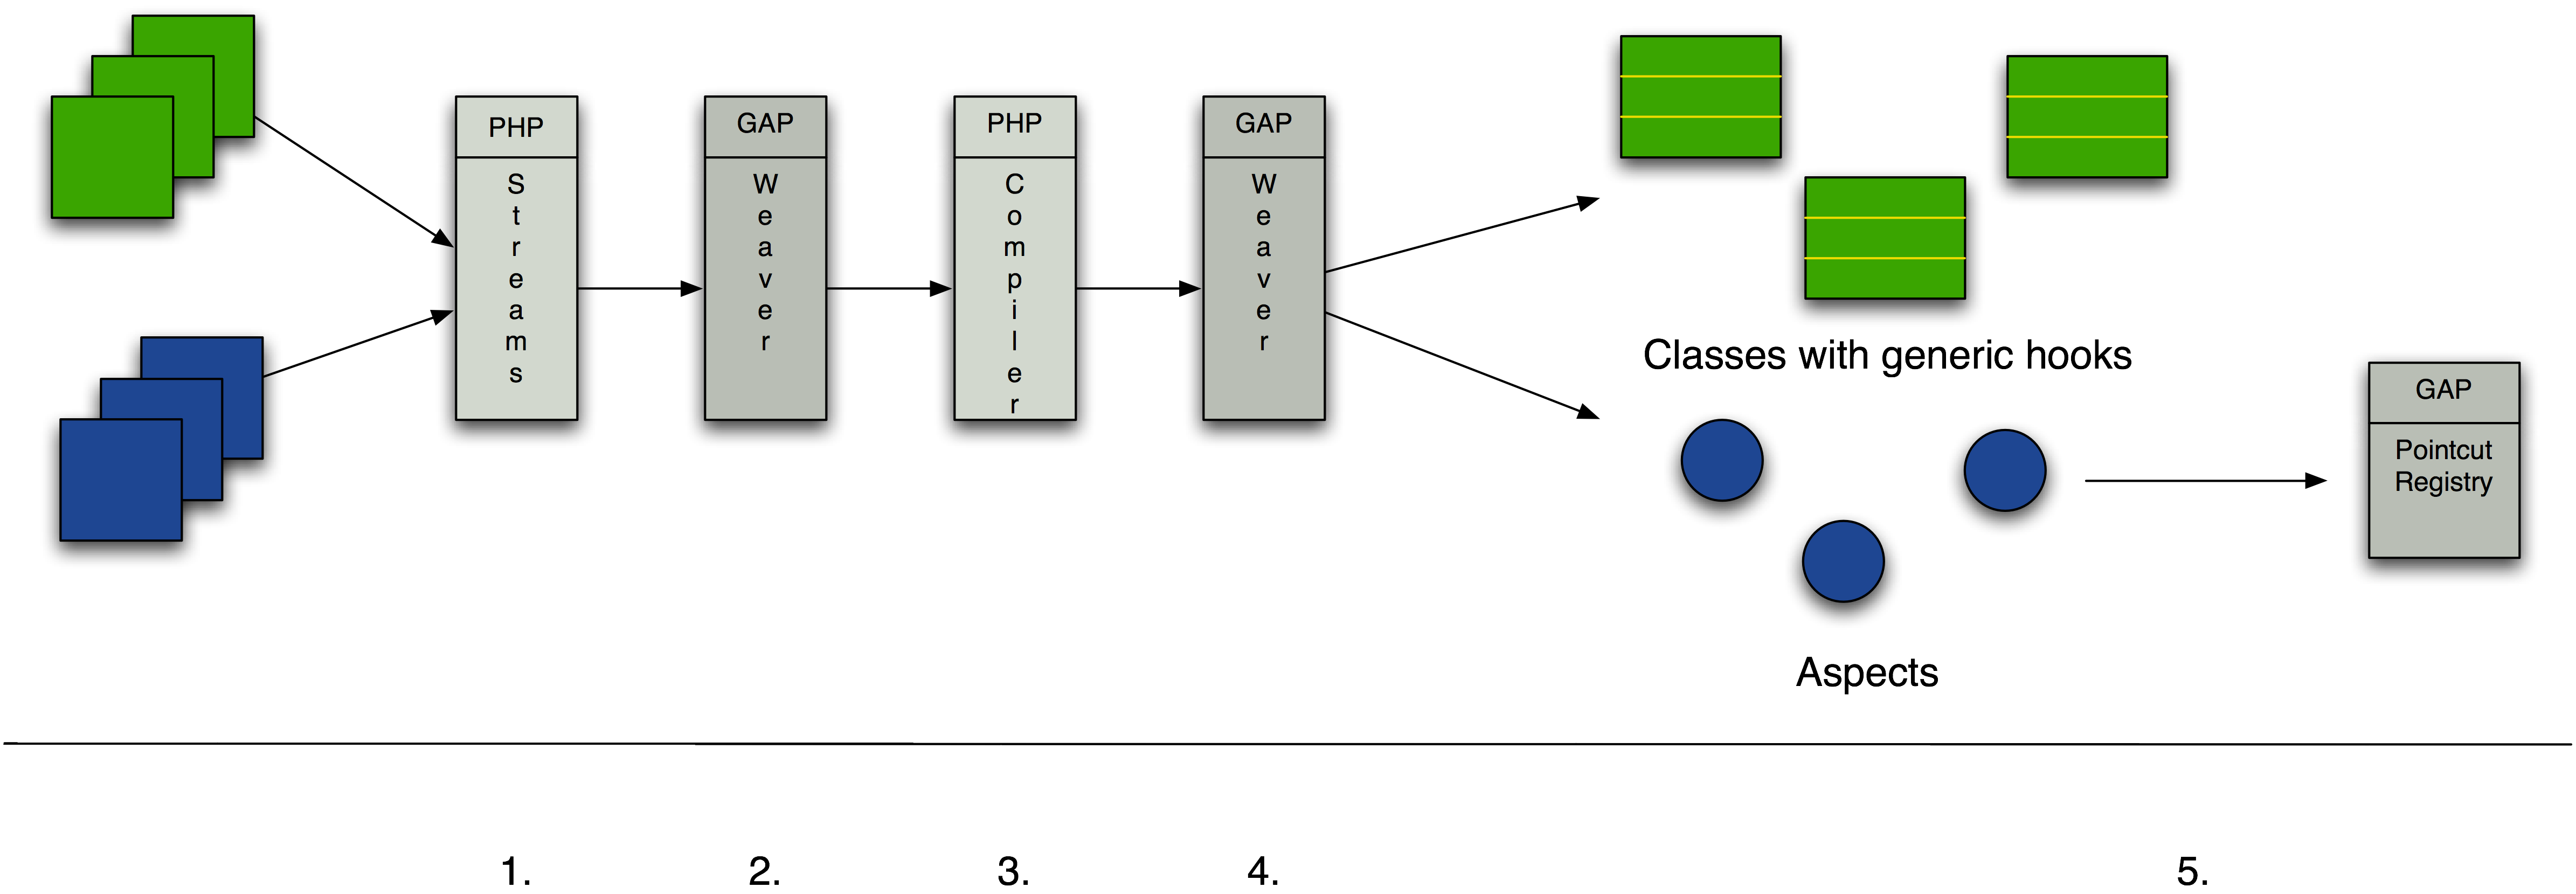 PHP
Streams
GAP
Weaver
PHP
Compiler
GAP
Weaver
Classes with generic hooks
GAP
Pointcut
Registry
Aspects
1.
2.
3.
4.
5.